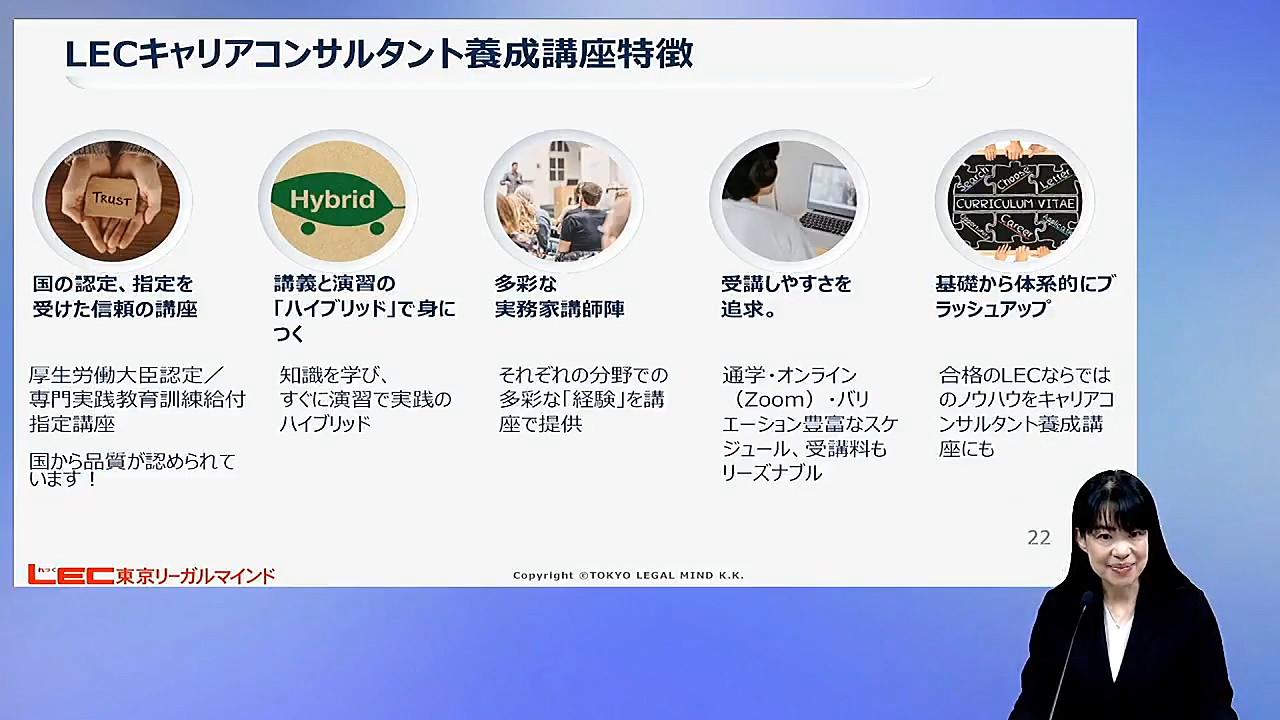 LECキャリアコンサルタント養成講座特徴
TRUST
Hybrid
Search
Choose
Letter
CURRICULUM VITAE
Career
国の認定、指定を
受けた信頼の講座
厚生労働大臣認定／
専門実践教育訓練給付
指定講座
国から品質が認められて
います！
講義と演習の
「ハイブリッド」で身に
つく
知識を学び、
すぐに演習で実践の
ハイブリッド
多彩な
実務家講師陣
それぞれの分野での
多彩な「経験」を講
座で提供
受講しやすさを
追求。
通学・オンライン
（Zoom）・バリ
エーション豊富なスケ
ジュール、受講料も
リーズナブル
基礎から体系的にブ
ラッシュアップ
合格のLECならでは
のノウハウをキャリアコ
ンサルタント養成講
座にも
22
れっく
LEC東京リーガルマインド
Copyright ©TOKYO LEGAL MIND K.K.